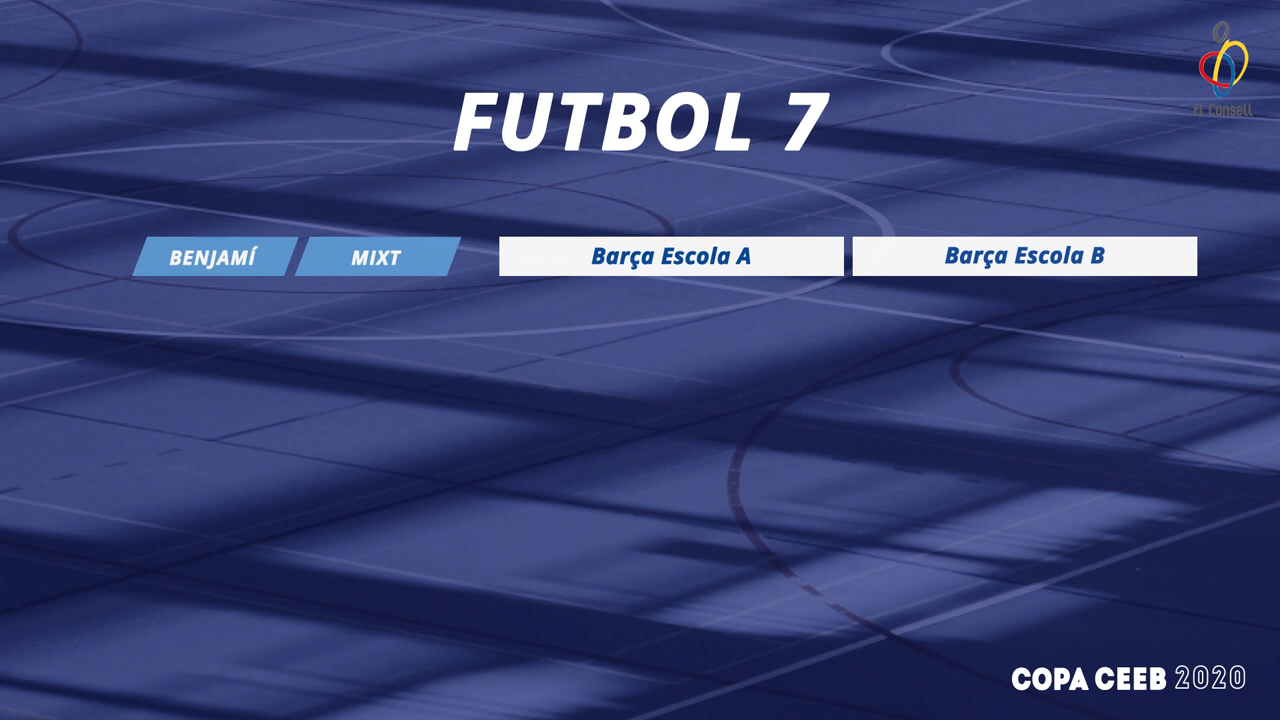 EL Consell
FUTBOL 7
BENJAMÍ MIXT Barça Escola A Barça Escola B
COPA CEEB 2020